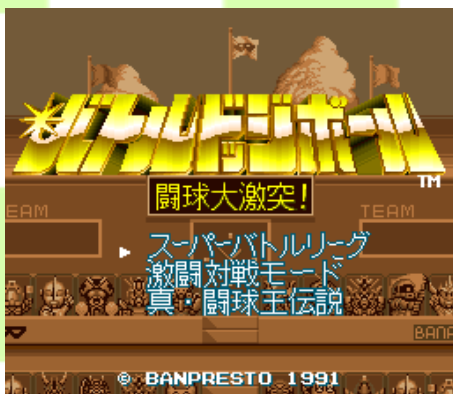 バトルドッジボール
TM
闘球大激突!
TEAM
TEAM
スーパーバトルリーグ
激闘対戦モード
真・闘球王伝説
BANP
© BANPRESTO 1991